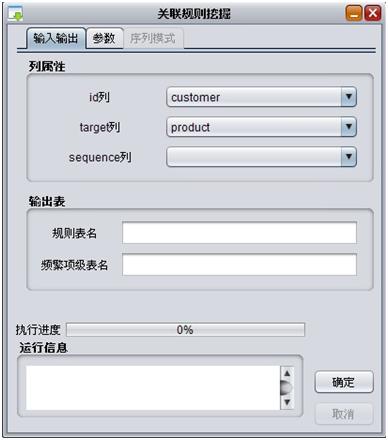 关联规则挖掘
输入输出 参数 序列模式
列属性
id列 customer
target列 product
sequence列
输出表
规则表名
频繁项级表名
执行进度 0%
运行信息
确定
取消